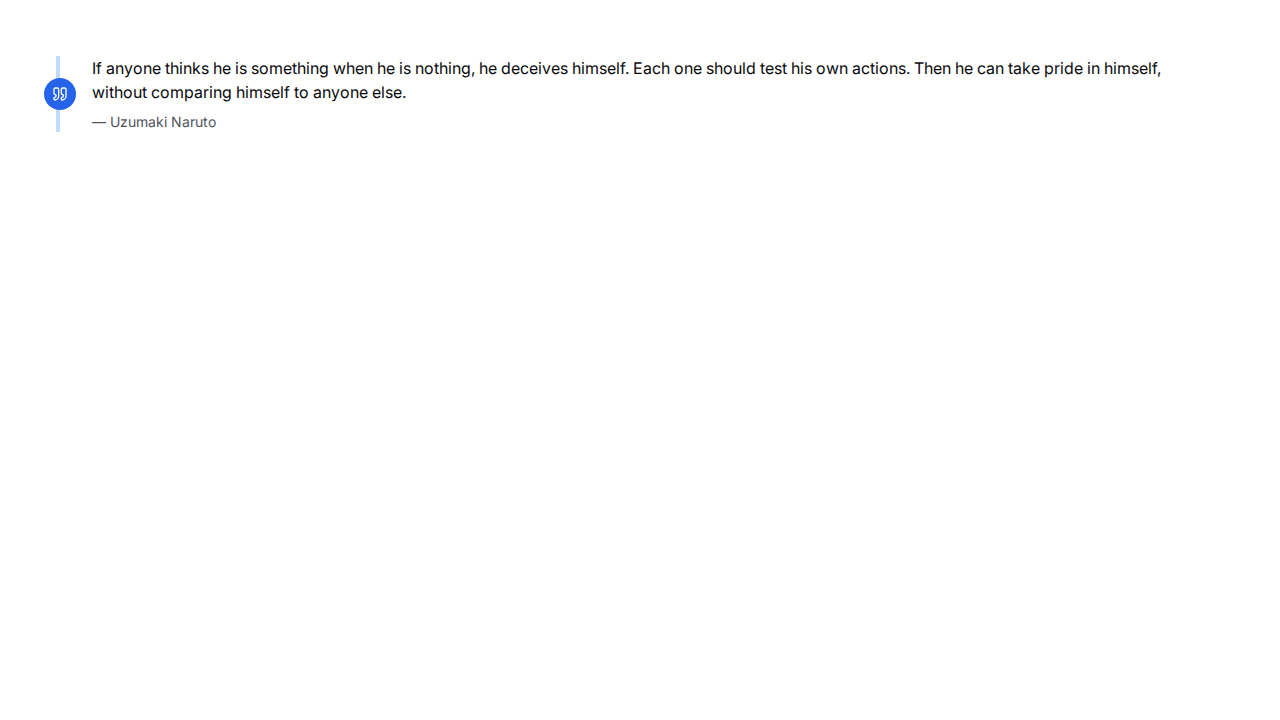 If anyone thinks he is something when he is nothing, he deceives himself. Each one should test his own actions. Then he can take pride in himself,
without comparing himself to anyone else.
— Uzumaki Naruto